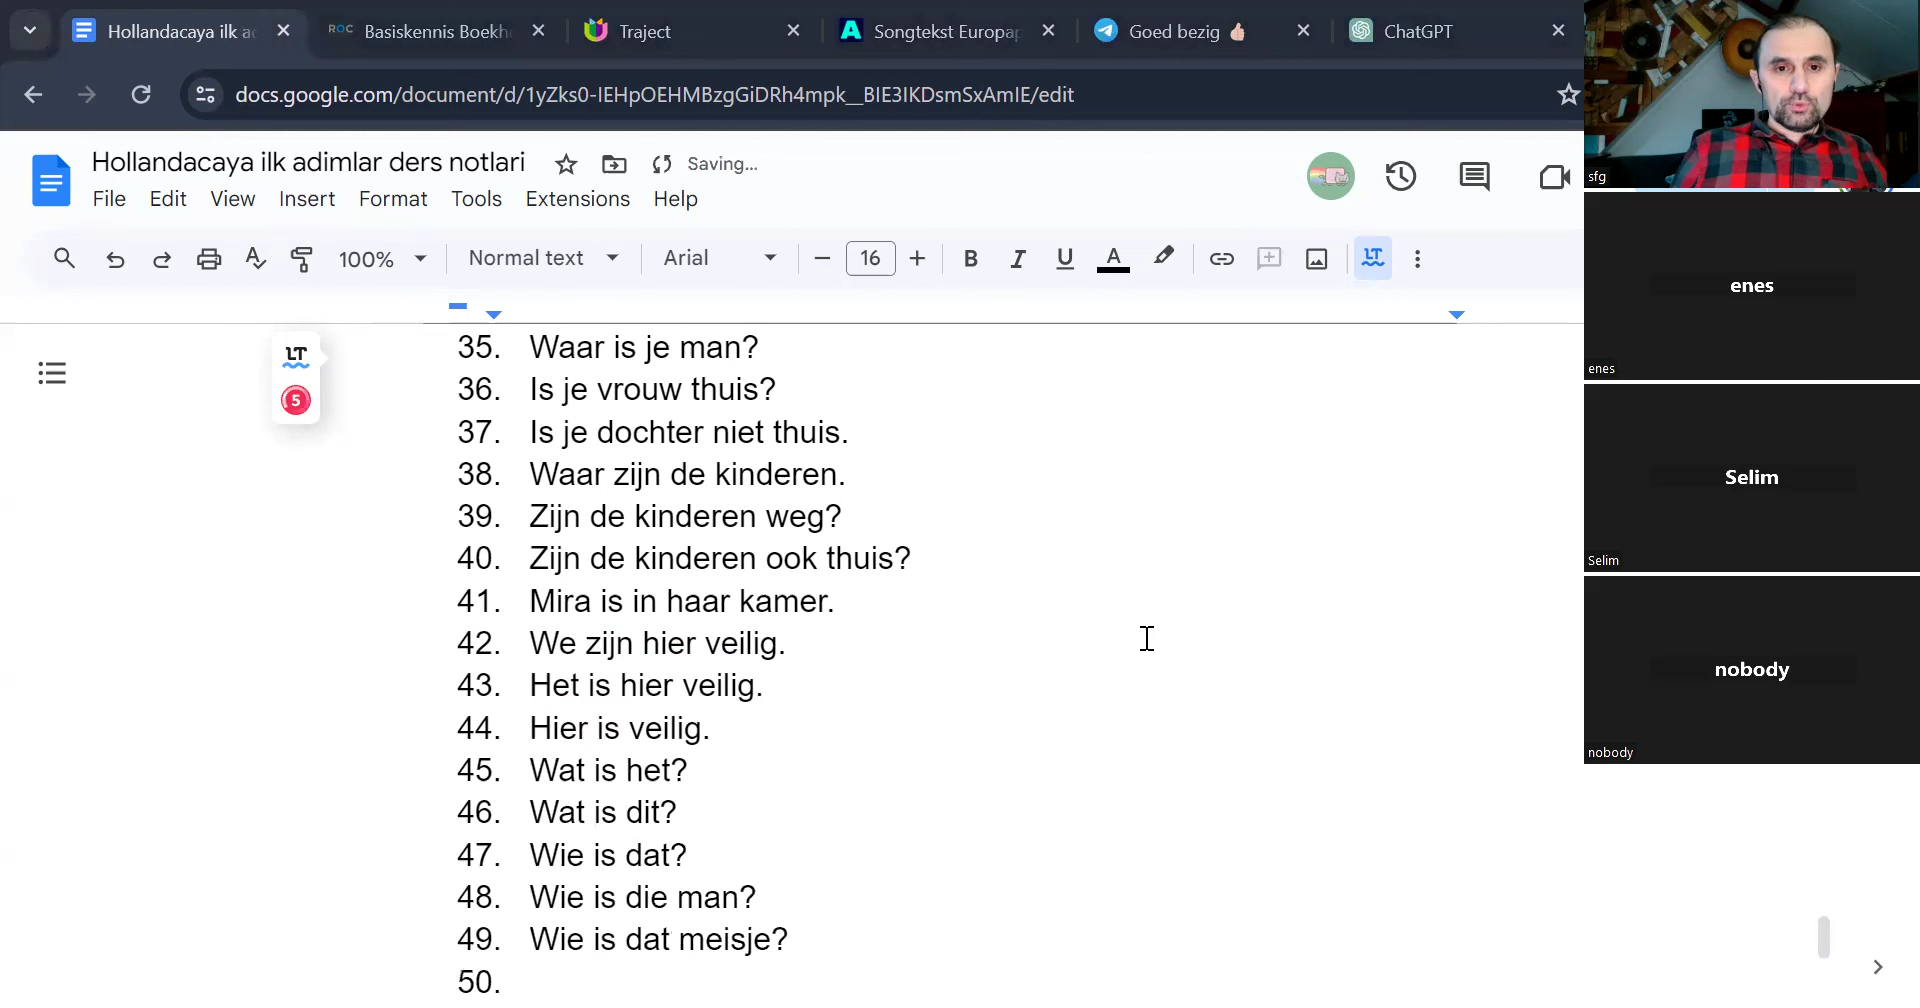 Hollandacaya ilk a
ROC Basiskennis Boekh
Traject
Songtekst Europap
Goed bezig
ChatGPT
docs.google.com/document/d/1yZks0-IEHpOEHMBzgGiDRh4mpk__BIE3IKDsmSxAmIE/edit
Hollandacaya ilk adimlar ders notlari
Saving...
File Edit View Insert Format Tools Extensions Help
100% Normal text Arial 16 B I U A LT
LT
5
35. Waar is je man?
36. Is je vrouw thuis?
37. Is je dochter niet thuis.
38. Waar zijn de kinderen.
39. Zijn de kinderen weg?
40. Zijn de kinderen ook thuis?
41. Mira is in haar kamer.
42. We zijn hier veilig.
43. Het is hier veilig.
44. Hier is veilig.
45. Wat is het?
46. Wat is dit?
47. Wie is dat?
48. Wie is die man?
49. Wie is dat meisje?
50.
sfg
enes
enes
Selim
Selim
nobody
nobody